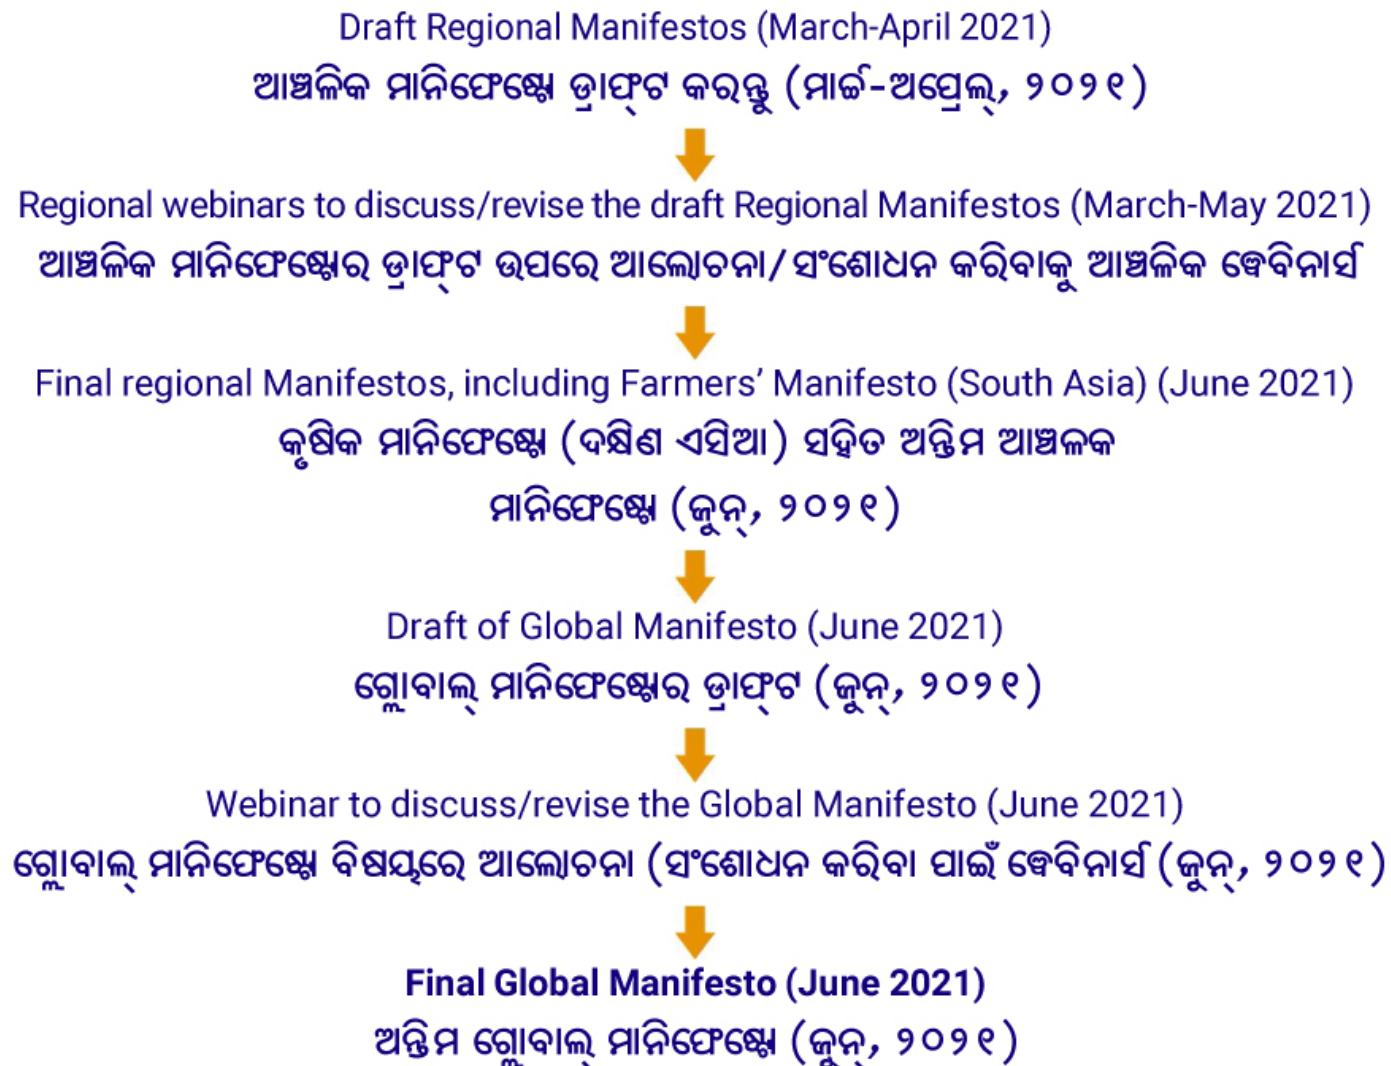 Draft Regional Manifestos (March-April 2021)
ଆଞ୍ଚଳିକ ମାନିଫେଷ୍ଟୋ ଡ୍ରାଫ୍ଟ କରନ୍ତୁ (ମାର୍ଚ୍ଚ-ଅପ୍ରେଲ୍, ୨୦୨୧)
Regional webinars to discuss/revise the draft Regional Manifestos (March-May 2021)
ଆଞ୍ଚଳିକ ମାନିଫେଷ୍ଟୋର ଡ୍ରାଫ୍ଟ ଉପରେ ଆଲୋଚନା/ସଂଶୋଧନ କରିବାକୁ ଆଞ୍ଚଳିକ ୱେବିନାର୍ସ
Final regional Manifestos, including Farmers’ Manifesto (South Asia) (June 2021)
କୃଷିକ ମାନିଫେଷ୍ଟୋ (ଦକ୍ଷିଣ ଏସିଆ) ସହିତ ଅନ୍ତିମ ଆଞ୍ଚଳକ
ମାନିଫେଷ୍ଟୋ (ଜୁନ୍, ୨୦୨୧)
Draft of Global Manifesto (June 2021)
ଗ୍ଲୋବାଲ୍ ମାନିଫେଷ୍ଟୋର ଡ୍ରାଫ୍ଟ (ଜୁନ୍, ୨୦୨୧)
Webinar to discuss/revise the Global Manifesto (June 2021)
ଗ୍ଲୋବାଲ୍ ମାନିଫେଷ୍ଟୋ ବିଷୟରେ ଆଲୋଚନା (ସଂଶୋଧନ କରିବା ପାଇଁ ୱେବିନାର୍ସ (ଜୁନ୍, ୨୦୨୧)
Final Global Manifesto (June 2021)
ଅନ୍ତିମ ଗ୍ଲୋବାଲ୍ ମାନିଫେଷ୍ଟୋ (ଜୁନ୍, ୨୦୨୧)